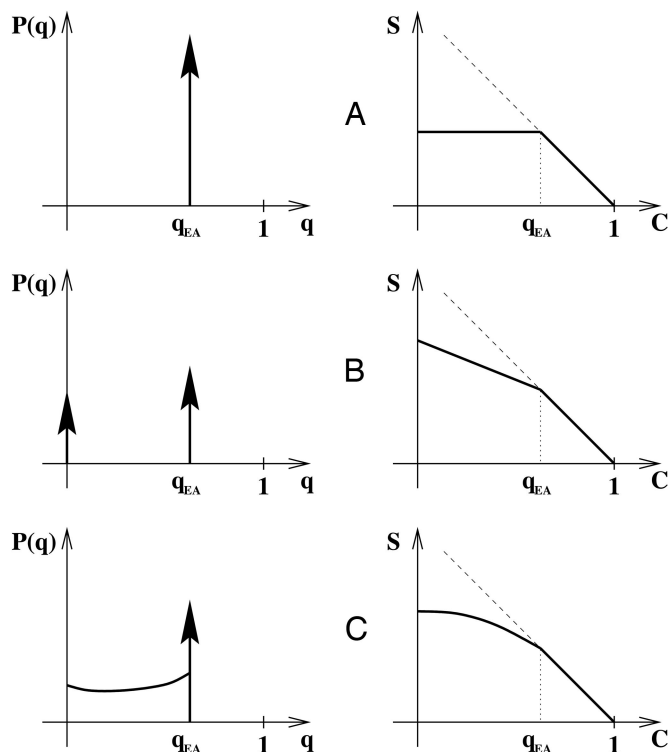 P(q)
S
A
q_EA 1 q
q_EA 1 C
P(q)
S
B
q_EA 1 q
q_EA 1 C
P(q)
S
C
q_EA 1 q
q_EA 1 C